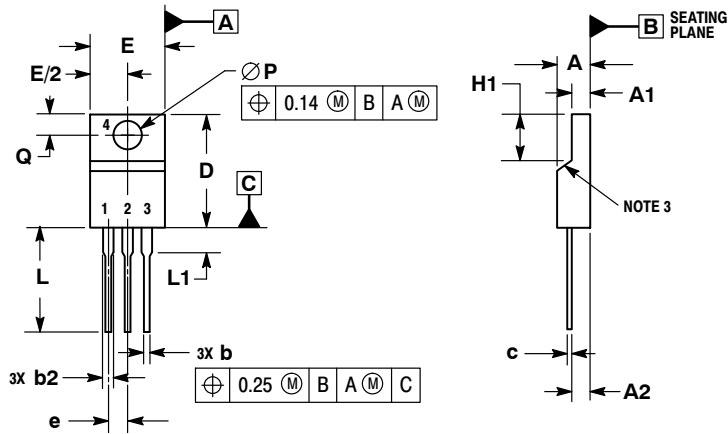 A
E
B SEATING PLANE
E/2
Ø P
A
⌖ 0.14 Ⓜ B A Ⓜ
H1
A1
4
Q
D
C
NOTE 3
1 2 3
L
L1
3X b
c
3X b2
⌖ 0.25 Ⓜ B A Ⓜ C
A2
e